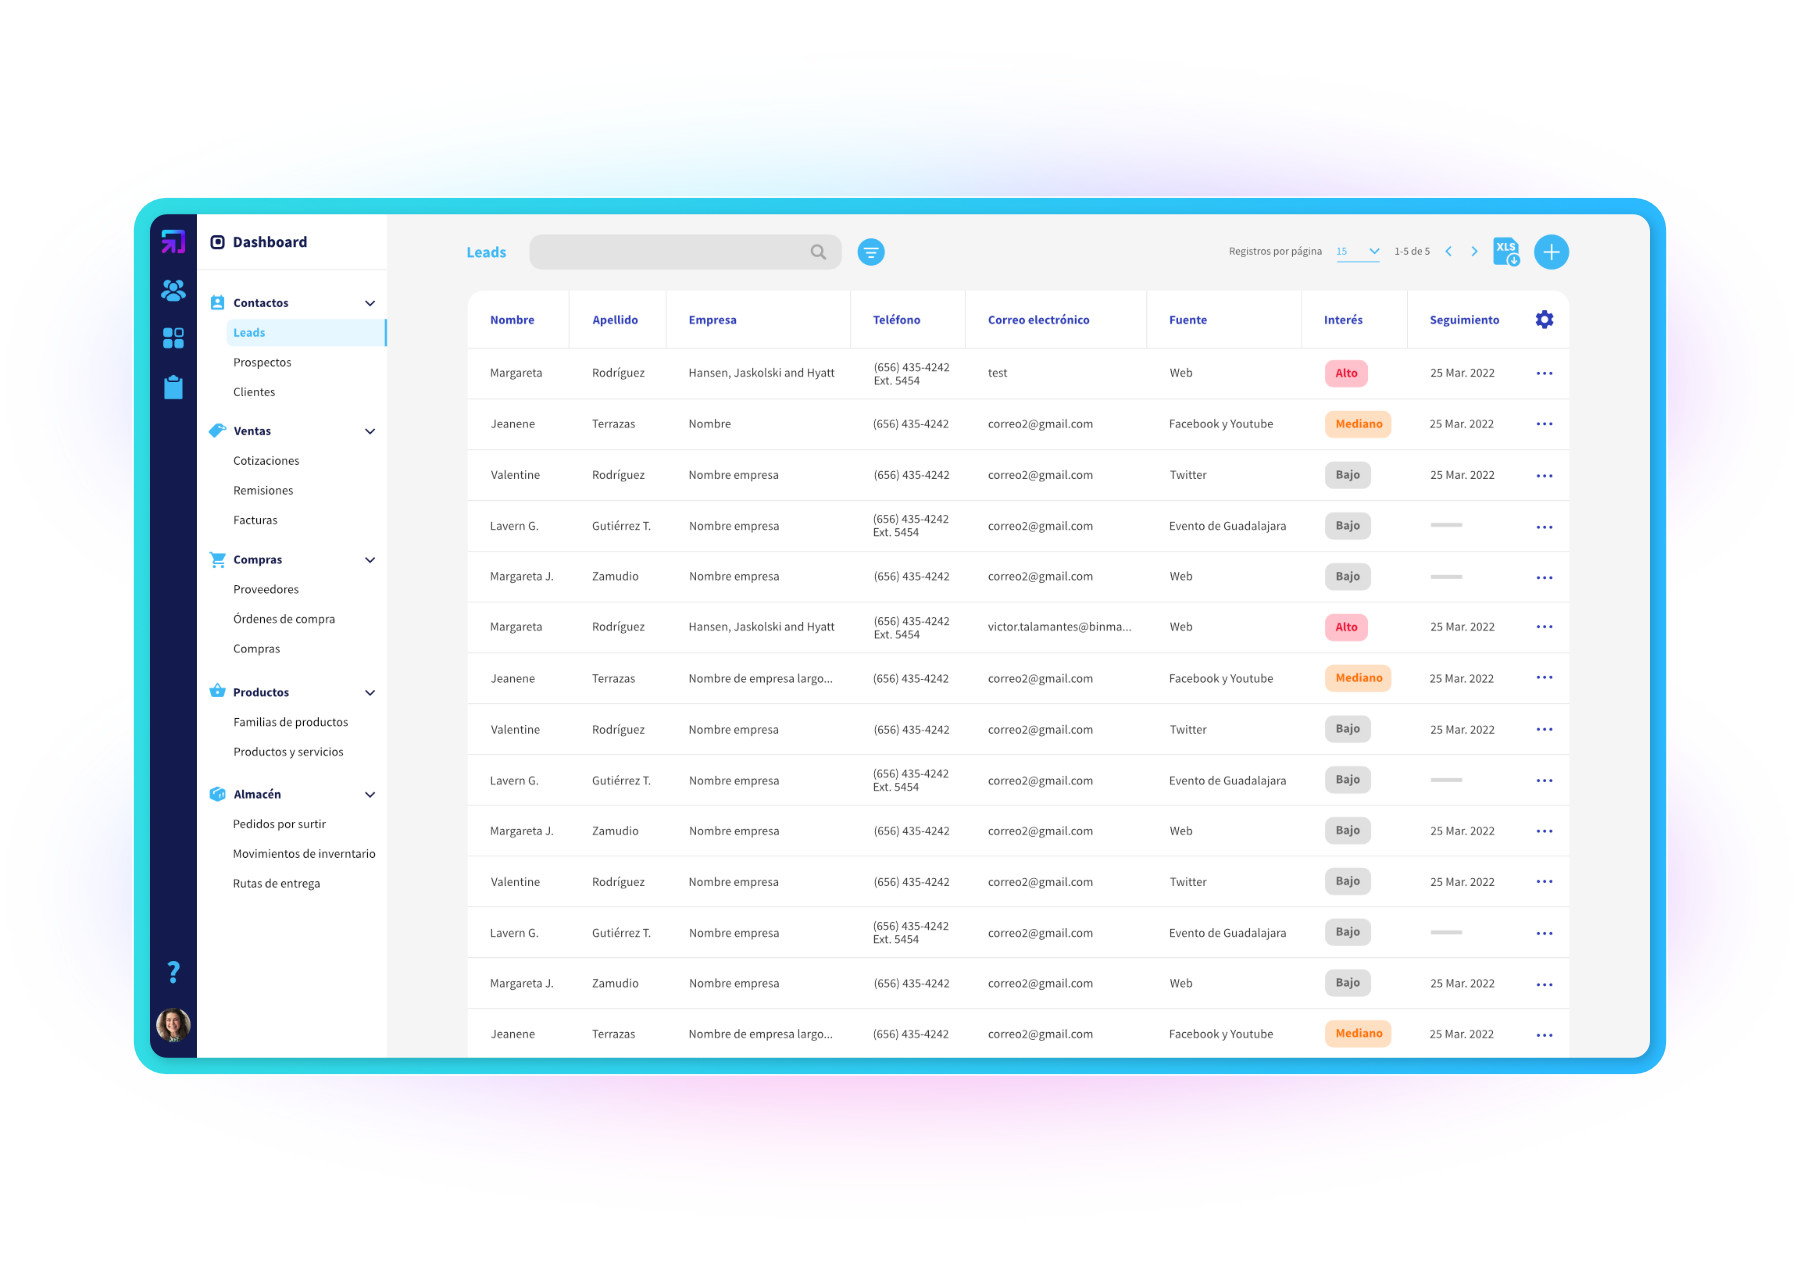 Dashboard
Contactos
Leads
Prospectos
Clientes
Ventas
Cotizaciones
Remisiones
Facturas
Compras
Proveedores
Órdenes de compra
Compras
Productos
Familias de productos
Productos y servicios
Almacén
Pedidos por surtir
Movimientos de inverntario
Rutas de entrega
?
Leads
Registros por página 15 1-5 de 5 XLS
Nombre Apellido Empresa Teléfono Correo electrónico Fuente Interés Seguimiento
Margareta Rodríguez Hansen, Jaskolski and Hyatt (656) 435-4242 test Web Alto 25 Mar. 2022
Ext. 5454
Jeanene Terrazas Nombre (656) 435-4242 correo2@gmail.com Facebook y Youtube Mediano 25 Mar. 2022
Valentine Rodríguez Nombre empresa (656) 435-4242 correo2@gmail.com Twitter Bajo 25 Mar. 2022
Lavern G. Gutiérrez T. Nombre empresa (656) 435-4242 correo2@gmail.com Evento de Guadalajara Bajo
Ext. 5454
Margareta J. Zamudio Nombre empresa (656) 435-4242 correo2@gmail.com Web Bajo
Margareta Rodríguez Hansen, Jaskolski and Hyatt (656) 435-4242 victor.talamantes@binma... Web Alto 25 Mar. 2022
Ext. 5454
Jeanene Terrazas Nombre de empresa largo... (656) 435-4242 correo2@gmail.com Facebook y Youtube Mediano 25 Mar. 2022
Valentine Rodríguez Nombre empresa (656) 435-4242 correo2@gmail.com Twitter Bajo 25 Mar. 2022
Lavern G. Gutiérrez T. Nombre empresa (656) 435-4242 correo2@gmail.com Evento de Guadalajara Bajo
Ext. 5454
Margareta J. Zamudio Nombre empresa (656) 435-4242 correo2@gmail.com Web Bajo 25 Mar. 2022
Valentine Rodríguez Nombre empresa (656) 435-4242 correo2@gmail.com Twitter Bajo 25 Mar. 2022
Lavern G. Gutiérrez T. Nombre empresa (656) 435-4242 correo2@gmail.com Evento de Guadalajara Bajo
Ext. 5454
Margareta J. Zamudio Nombre empresa (656) 435-4242 correo2@gmail.com Web Bajo 25 Mar. 2022
Jeanene Terrazas Nombre de empresa largo... (656) 435-4242 correo2@gmail.com Facebook y Youtube Mediano 25 Mar. 2022